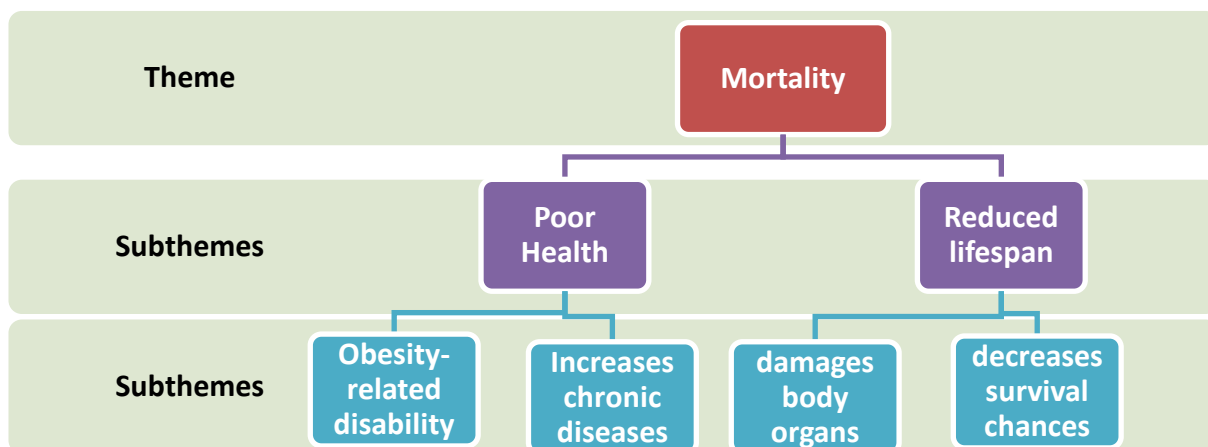 Theme
Mortality
Subthemes
Poor
Health
Reduced
lifespan
Subthemes
Obesity-
related
disability
Increases
chronic
diseases
damages
body
organs
decreases
survival
chances